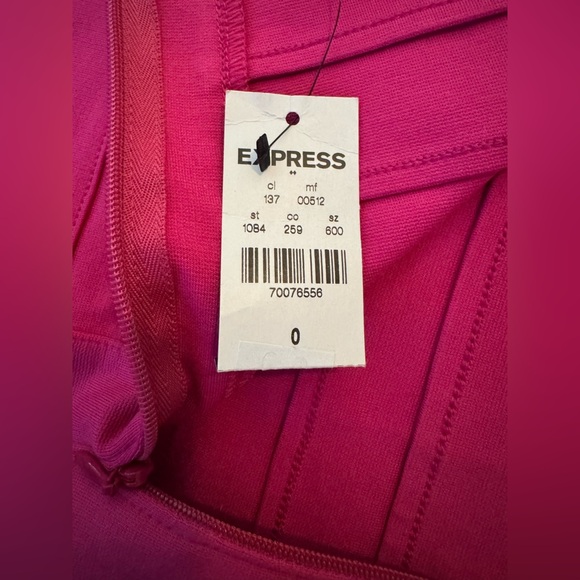 EXPRESS
cl mf
137 00512
st co sz
1084 259 600
70076556
0